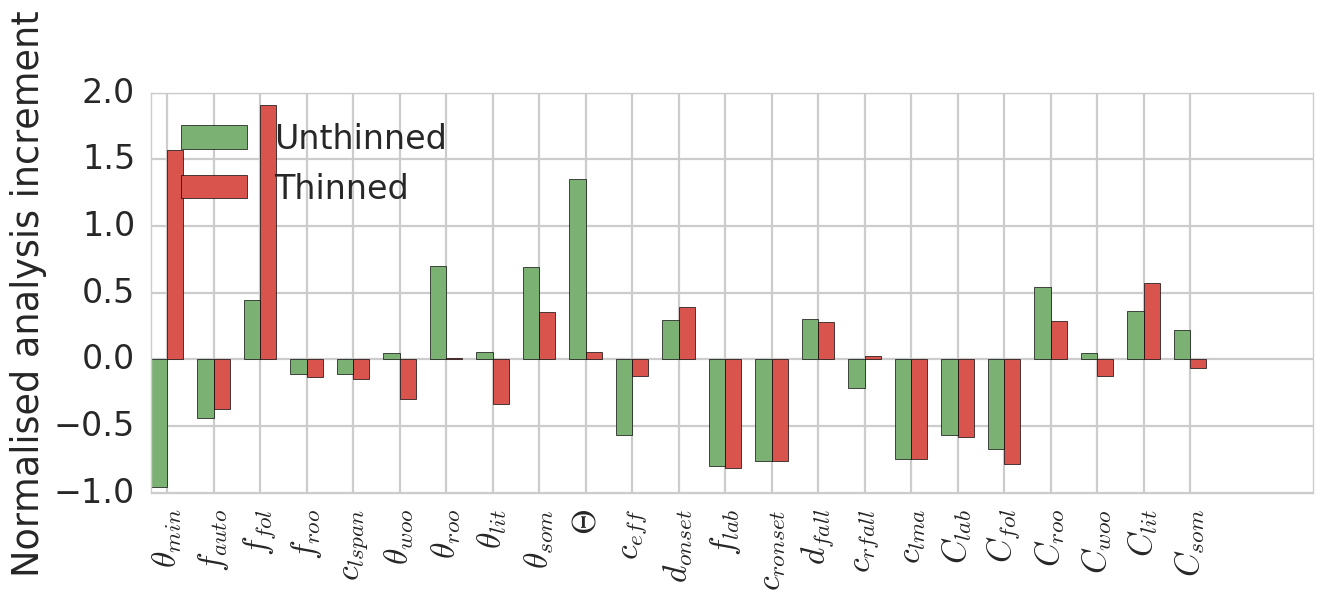 Normalised analysis increment
2.0
1.5
1.0
0.5
0.0
−0.5
−1.0
Unthinned
Thinned
θ_min
f_auto
f_fol
f_roo
c_lspan
θ_woo
θ_roo
θ_lit
θ_som
Θ
c_eff
d_onset
f_lab
c_ronset
d_fall
c_rfall
c_lma
C_lab
C_fol
C_roo
C_woo
C_lit
C_som